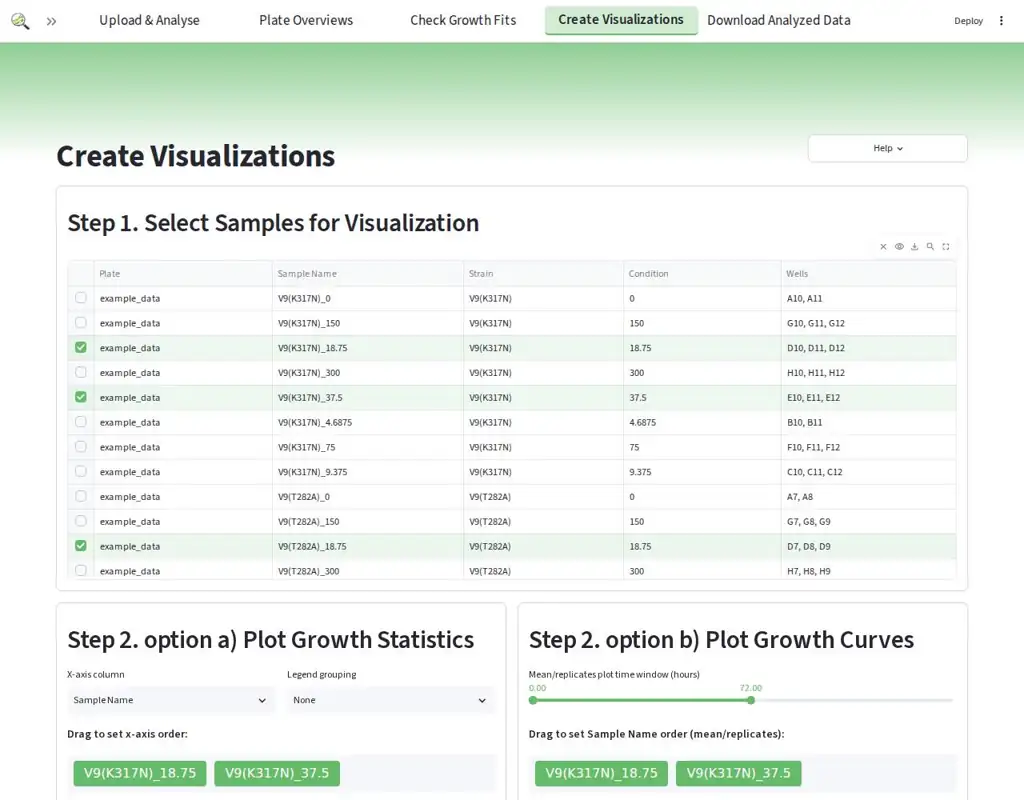 Upload & Analyse Plate Overviews Check Growth Fits Create Visualizations Download Analyzed Data Deploy
Create Visualizations
Help
Step 1. Select Samples for Visualization
Plate Sample Name Strain Condition Wells
example_data V9(K317N)_0 V9(K317N) 0 A10, A11
example_data V9(K317N)_150 V9(K317N) 150 G10, G11, G12
example_data V9(K317N)_18.75 V9(K317N) 18.75 D10, D11, D12
example_data V9(K317N)_300 V9(K317N) 300 H10, H11, H12
example_data V9(K317N)_37.5 V9(K317N) 37.5 E10, E11, E12
example_data V9(K317N)_4.6875 V9(K317N) 4.6875 B10, B11
example_data V9(K317N)_75 V9(K317N) 75 F10, F11, F12
example_data V9(K317N)_9.375 V9(K317N) 9.375 C10, C11, C12
example_data V9(T282A)_0 V9(T282A) 0 A7, A8
example_data V9(T282A)_150 V9(T282A) 150 G7, G8, G9
example_data V9(T282A)_18.75 V9(T282A) 18.75 D7, D8, D9
example_data V9(T282A)_300 V9(T282A) 300 H7, H8, H9
Step 2. option a) Plot Growth Statistics
X-axis column Legend grouping
Sample Name None
Drag to set x-axis order:
V9(K317N)_18.75 V9(K317N)_37.5
Step 2. option b) Plot Growth Curves
Mean/replicates plot time window (hours)
0.00 72.00
Drag to set Sample Name order (mean/replicates):
V9(K317N)_18.75 V9(K317N)_37.5